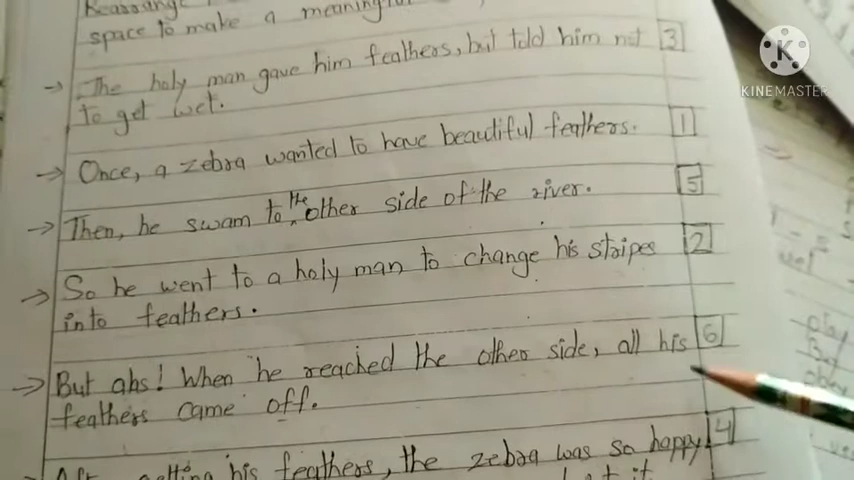 Rearrange
space to make a meaningful
→ The holy man gave him feathers, but told him not 3
to get wet.
→ Once, a zebra wanted to have beautiful feathers. 1
→ Then, he swam to the other side of the river. 5
→ So he went to a holy man to change his stripes 2
into feathers.
→ But ahs! When he reached the other side, all his 6
feathers came off.
his feathers, the zebra was so happy 4
K
KINEMASTER